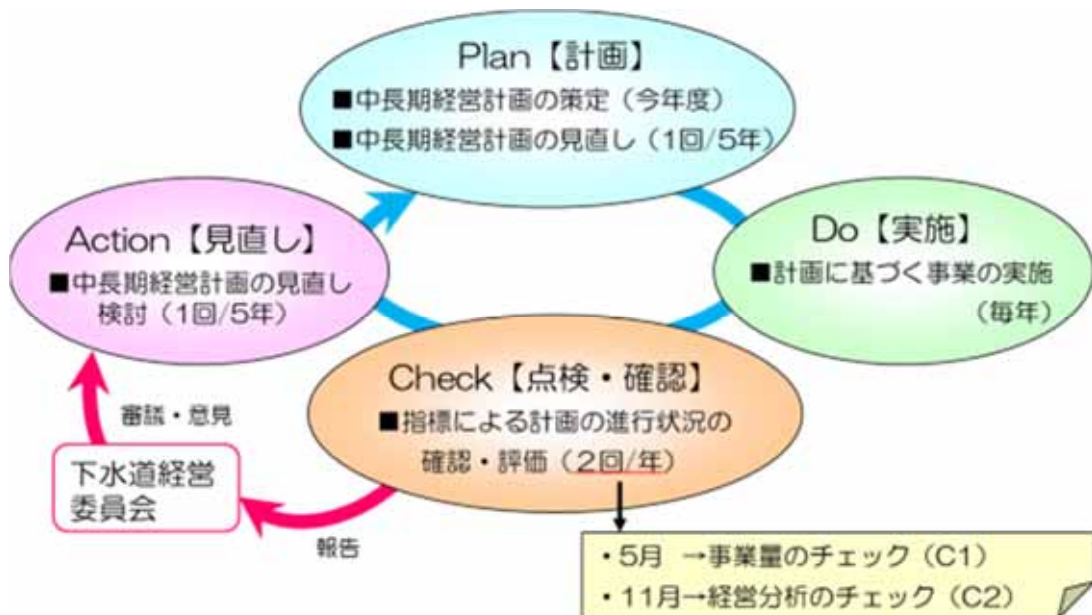 Plan【計画】
■中長期経営計画の策定（今年度）
■中長期経営計画の見直し（1回/5年）
Action【見直し】
■中長期経営計画の見直し
検討（1回/5年）
Do【実施】
■計画に基づく事業の実施
（毎年）
Check【点検・確認】
■指標による計画の進行状況の
確認・評価（2回/年）
審議・意見
下水道経営
委員会
報告
・5月 →事業量のチェック（C1）
・11月→経営分析のチェック（C2）